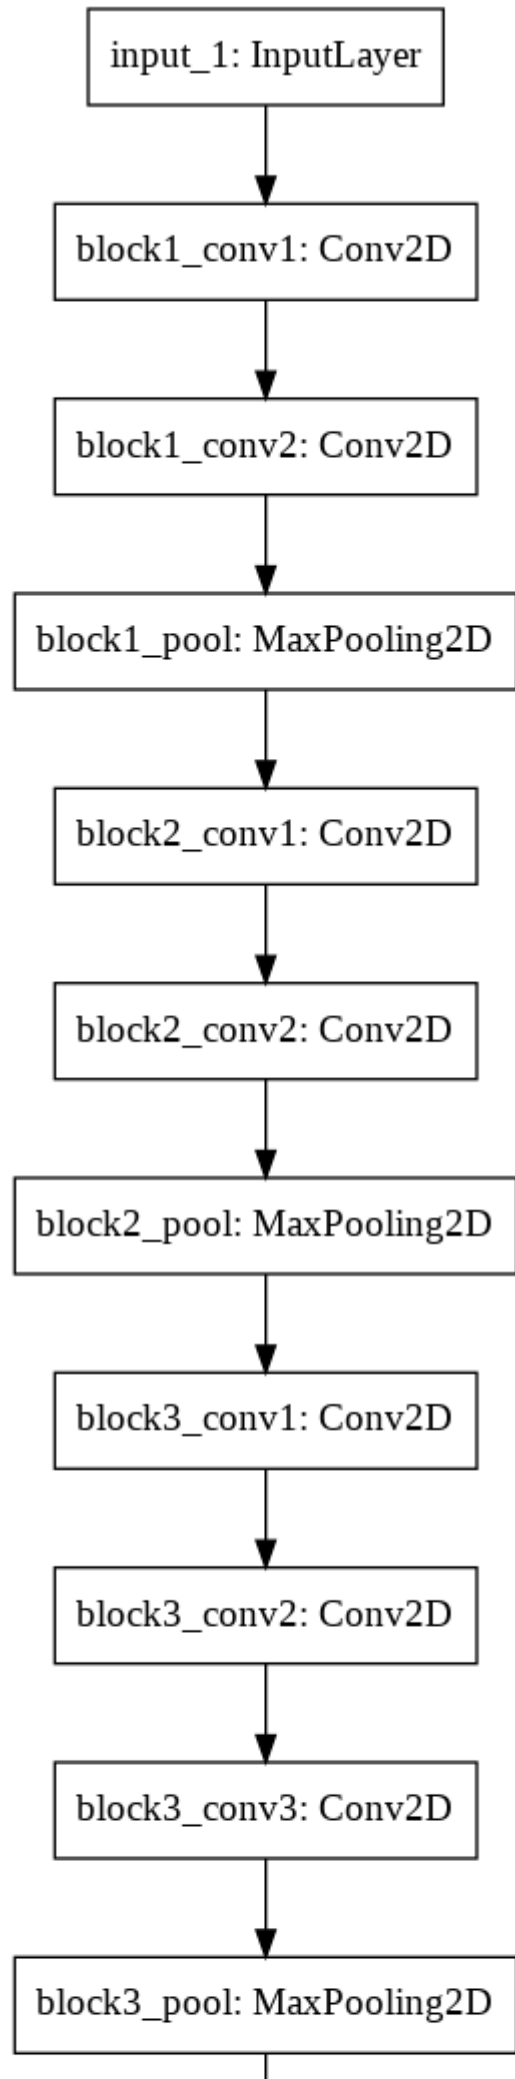 input_1: InputLayer
block1_conv1: Conv2D
block1_conv2: Conv2D
block1_pool: MaxPooling2D
block2_conv1: Conv2D
block2_conv2: Conv2D
block2_pool: MaxPooling2D
block3_conv1: Conv2D
block3_conv2: Conv2D
block3_conv3: Conv2D
block3_pool: MaxPooling2D